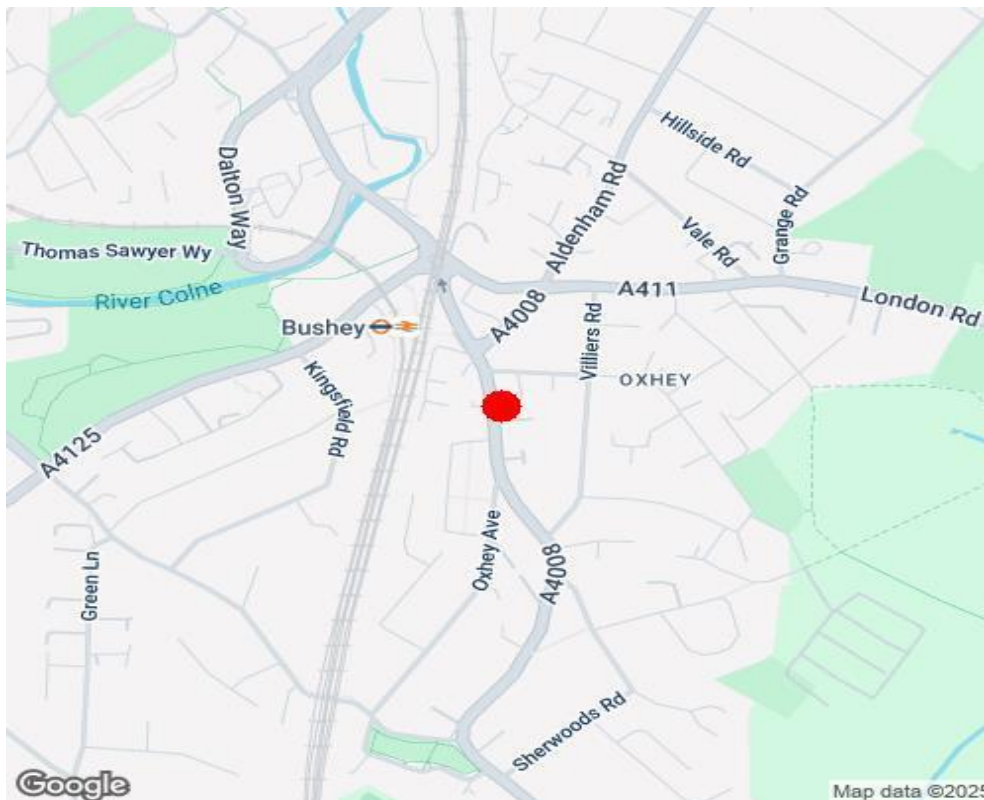 Hillside Rd
Dalton Way
Aldenham Rd
Grange Rd
Vale Rd
Thomas Sawyer Wy
River Colne
A411
London Rd
A4008
Bushey
Villiers Rd
OXHEY
Kingsfield Rd
A4125
Oxhey Ave
A4008
Green Ln
Sherwoods Rd
Google
Map data ©2025